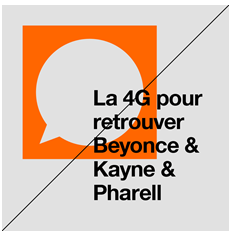 La 4G pour
retrouver
Beyonce &
Kayne &
Pharell